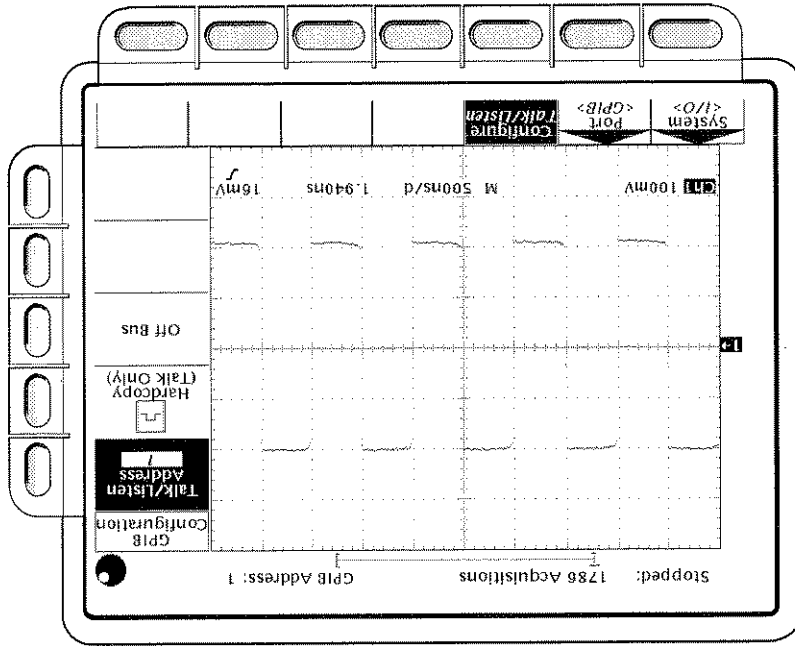 Stopped: 1786 Acquisitions GPIB Address: 1
GPIB
Configuration
Talk/Listen
Address
1
Hardcopy
(Talk Only)
Off Bus
1
Ch1 100mV M 500ns/d 1.940ns 16mV
System
<I/O>
Port
<GPIB>
Configure
Talk/Listen